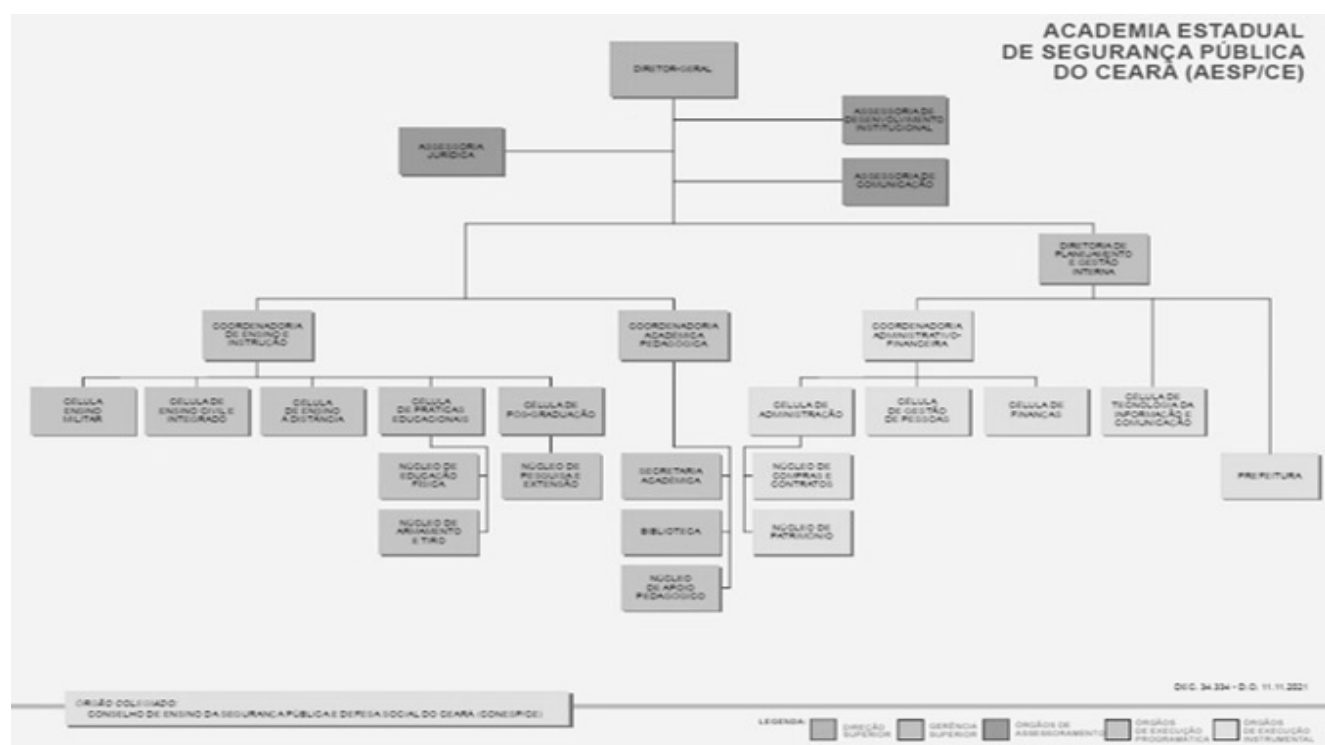 ACADEMIA ESTADUAL
DE SEGURANÇA PÚBLICA
DO CEARÁ (AESP/CE)
DIRETOR-GERAL
ASSESSORIA DE
DESENVOLVIMENTO
INSTITUCIONAL
ASSESSORIA
JURÍDICA
ASSESSORIA DE
COMUNICAÇÃO
DIRETORIA DE
PLANEJAMENTO
E GESTÃO
INTERNA
COORDENADORIA
DE ENSINO E
INSTRUÇÃO
COORDENADORIA
ACADÊMICA
PEDAGÓGICA
COORDENADORIA
ADMINISTRATIVO-
FINANCEIRA
CÉLULA
ENSINO
MILITAR
CÉLULA DE
ENSINO CIVIL E
INTEGRADO
CÉLULA
DE ENSINO
A DISTÂNCIA
CÉLULA
DE PRÁTICAS
EDUCACIONAIS
CÉLULA DE
PÓS-GRADUAÇÃO
CÉLULA DE
ADMINISTRAÇÃO
CÉLULA
DE GESTÃO
DE PESSOAS
CÉLULA DE
FINANÇAS
CÉLULA DE
TECNOLOGIA DA
INFORMAÇÃO E
COMUNICAÇÃO
NÚCLEO DE
EDUCAÇÃO
FÍSICA
NÚCLEO DE
PESQUISA E
EXTENSÃO
SECRETARIA
ACADÊMICA
NÚCLEO DE
COMPRAS E
CONTRATOS
PREFEITURA
NÚCLEO DE
ARMAMENTO
E TIRO
BIBLIOTECA
NÚCLEO DE
PATRIMÔNIO
NÚCLEO
DE APOIO
PEDAGÓGICO
DEC. 34.334 - D.O. 11.11.2021
ÓRGÃO COLEGIADO:
CONSELHO DE ENSINO DA SEGURANÇA PÚBLICA E DEFESA SOCIAL DO CEARÁ (CONESP/CE)
LEGENDA:
DIREÇÃO
SUPERIOR
GERÊNCIA
SUPERIOR
ÓRGÃOS DE
ASSESSORAMENTO
ÓRGÃOS
DE EXECUÇÃO
PROGRAMÁTICA
ÓRGÃOS
DE EXECUÇÃO
INSTRUMENTAL